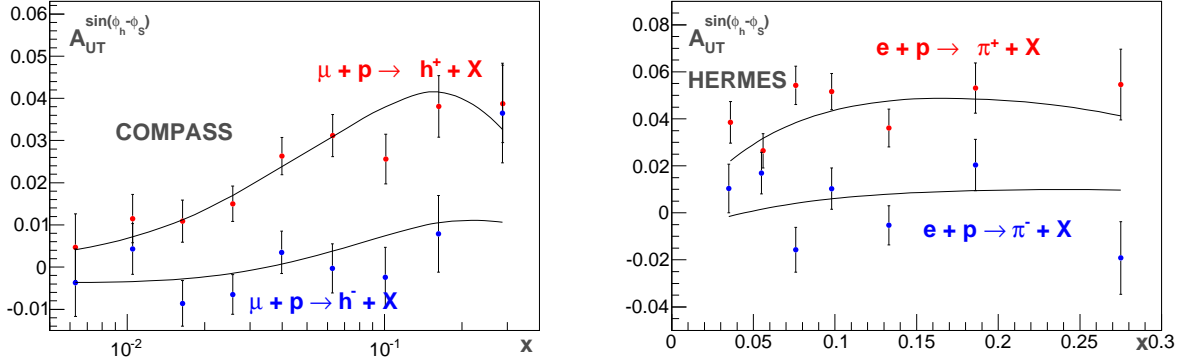 0.06
0.05
0.04
0.03
0.02
0.01
0
-0.01
A_UT^sin(ϕ_h-ϕ_S)
μ + p → h⁺ + X
COMPASS
μ + p → h⁻ + X
10⁻²
10⁻¹
x
0.08
0.06
0.04
0.02
0
-0.02
-0.04
A_UT^sin(ϕ_h-ϕ_S)
e + p → π⁺ + X
HERMES
e + p → π⁻ + X
0
0.05
0.1
0.15
0.2
0.25
x
0.3